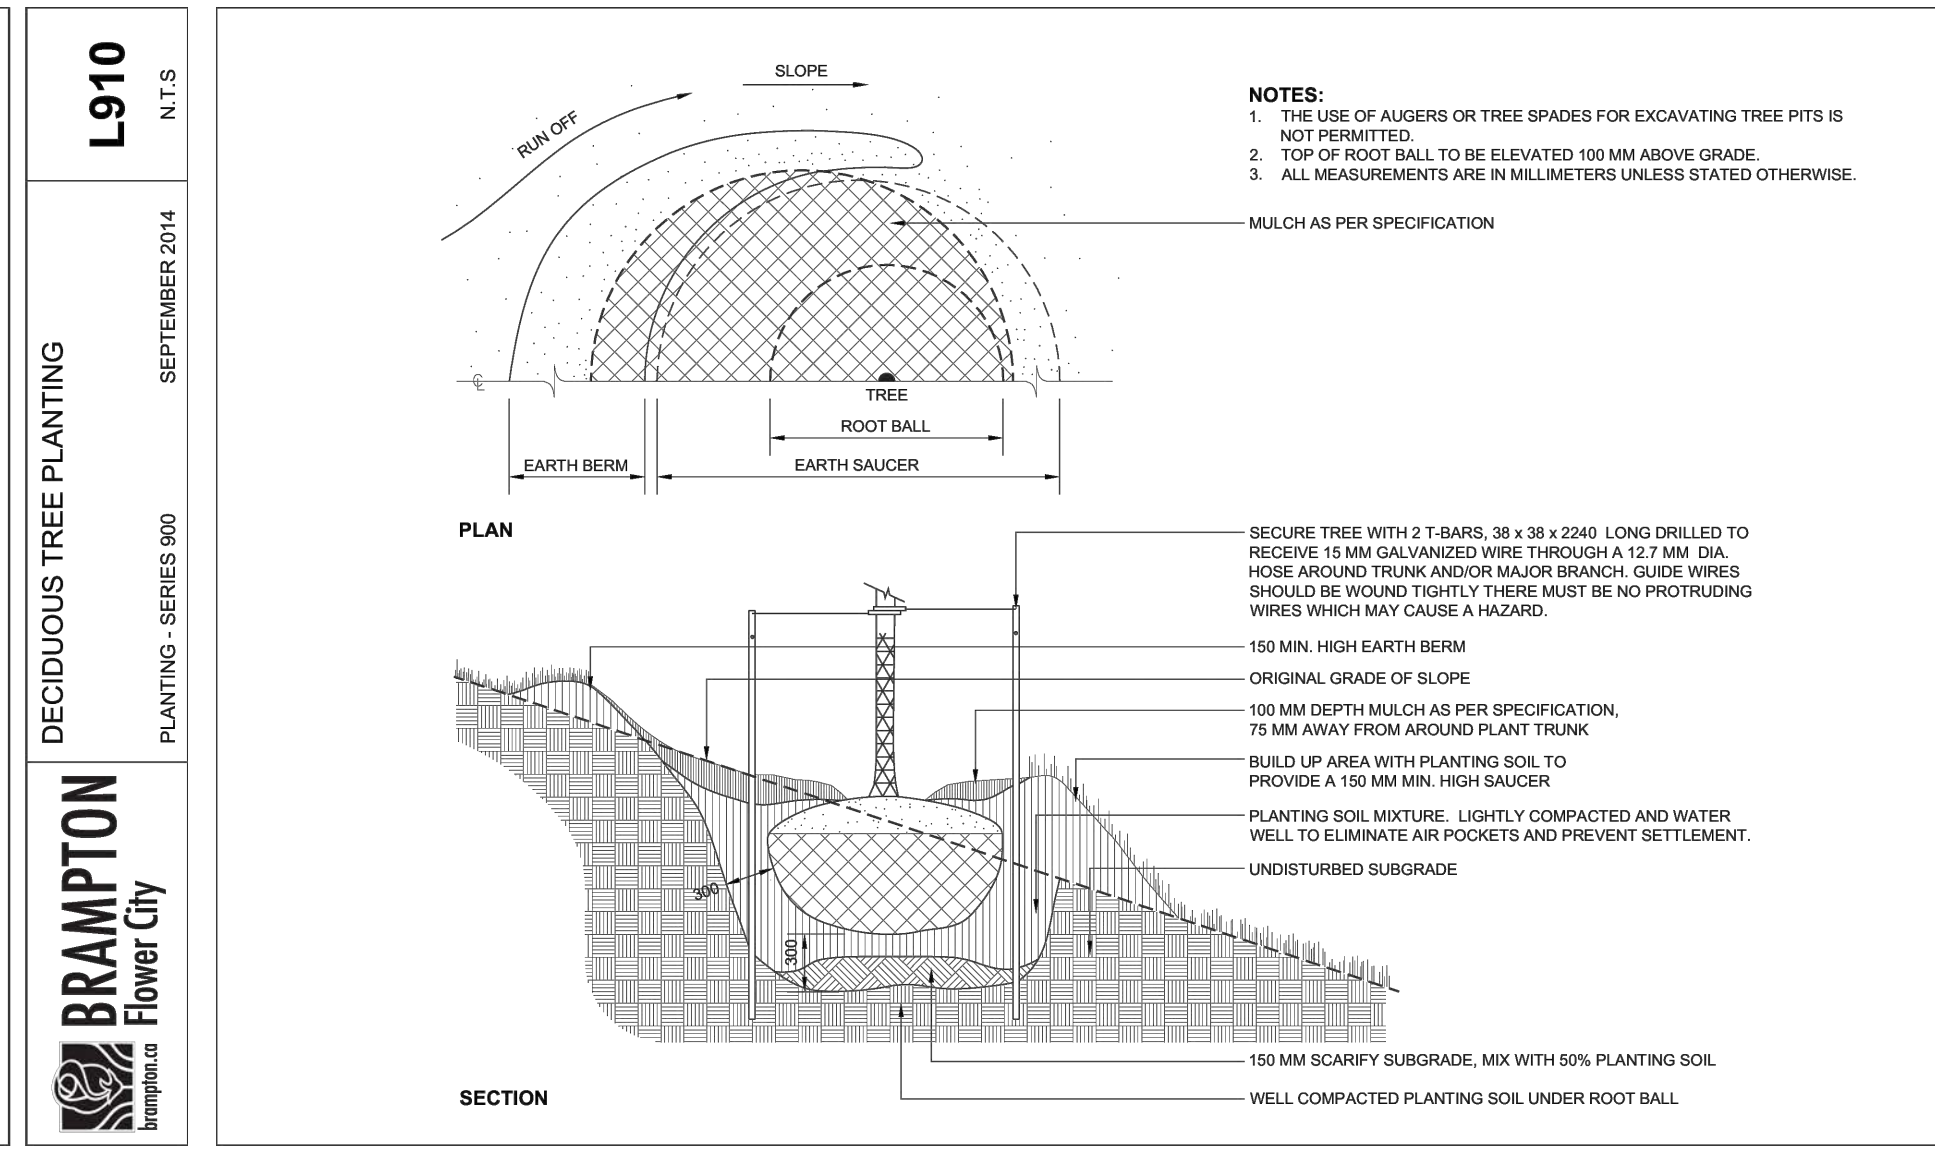 L910
N.T.S
DECIDUOUS TREE PLANTING
PLANTING - SERIES 900
SEPTEMBER 2014
BRAMPTON
Flower City
brampton.ca
SLOPE
RUN OFF
NOTES:
1. THE USE OF AUGERS OR TREE SPADES FOR EXCAVATING TREE PITS IS
NOT PERMITTED.
2. TOP OF ROOT BALL TO BE ELEVATED 100 MM ABOVE GRADE.
3. ALL MEASUREMENTS ARE IN MILLIMETERS UNLESS STATED OTHERWISE.
MULCH AS PER SPECIFICATION
CL
TREE
ROOT BALL
EARTH BERM
EARTH SAUCER
PLAN
SECURE TREE WITH 2 T-BARS, 38 x 38 x 2240 LONG DRILLED TO
RECEIVE 15 MM GALVANIZED WIRE THROUGH A 12.7 MM DIA.
HOSE AROUND TRUNK AND/OR MAJOR BRANCH. GUIDE WIRES
SHOULD BE WOUND TIGHTLY THERE MUST BE NO PROTRUDING
WIRES WHICH MAY CAUSE A HAZARD.
150 MIN. HIGH EARTH BERM
ORIGINAL GRADE OF SLOPE
100 MM DEPTH MULCH AS PER SPECIFICATION,
75 MM AWAY FROM AROUND PLANT TRUNK
BUILD UP AREA WITH PLANTING SOIL TO
PROVIDE A 150 MM MIN. HIGH SAUCER
PLANTING SOIL MIXTURE. LIGHTLY COMPACTED AND WATER
WELL TO ELIMINATE AIR POCKETS AND PREVENT SETTLEMENT.
UNDISTURBED SUBGRADE
300
300
150 MM SCARIFY SUBGRADE, MIX WITH 50% PLANTING SOIL
SECTION
WELL COMPACTED PLANTING SOIL UNDER ROOT BALL